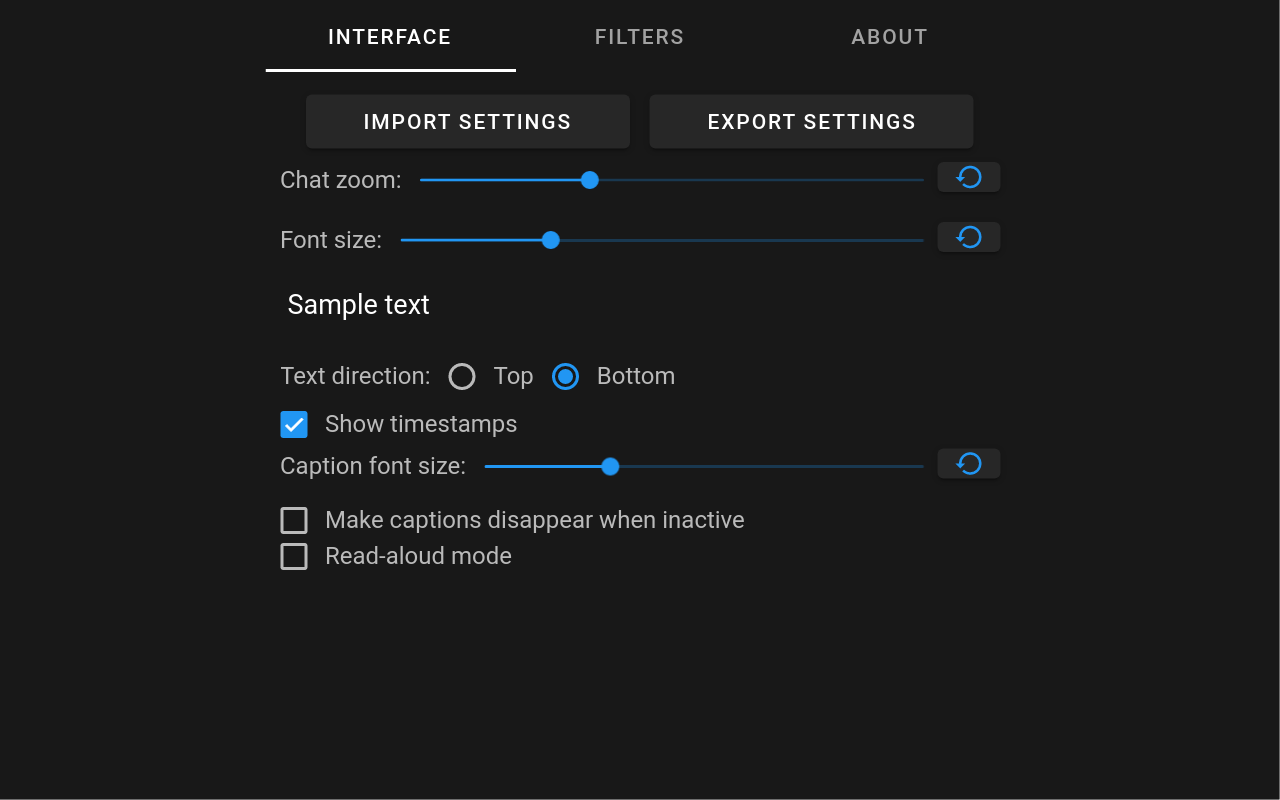 INTERFACE FILTERS ABOUT
IMPORT SETTINGS EXPORT SETTINGS
Chat zoom:
Font size:
Sample text
Text direction: Top Bottom
Show timestamps
Caption font size:
Make captions disappear when inactive
Read-aloud mode